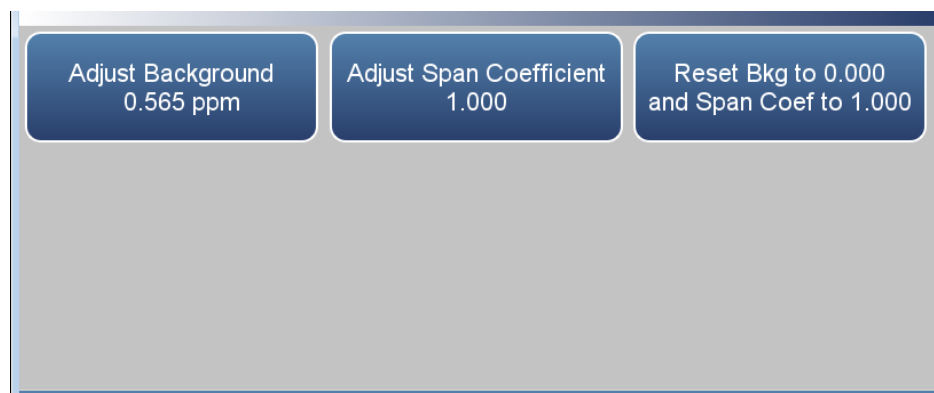 Adjust Background
0.565 ppm
Adjust Span Coefficient
1.000
Reset Bkg to 0.000
and Span Coef to 1.000